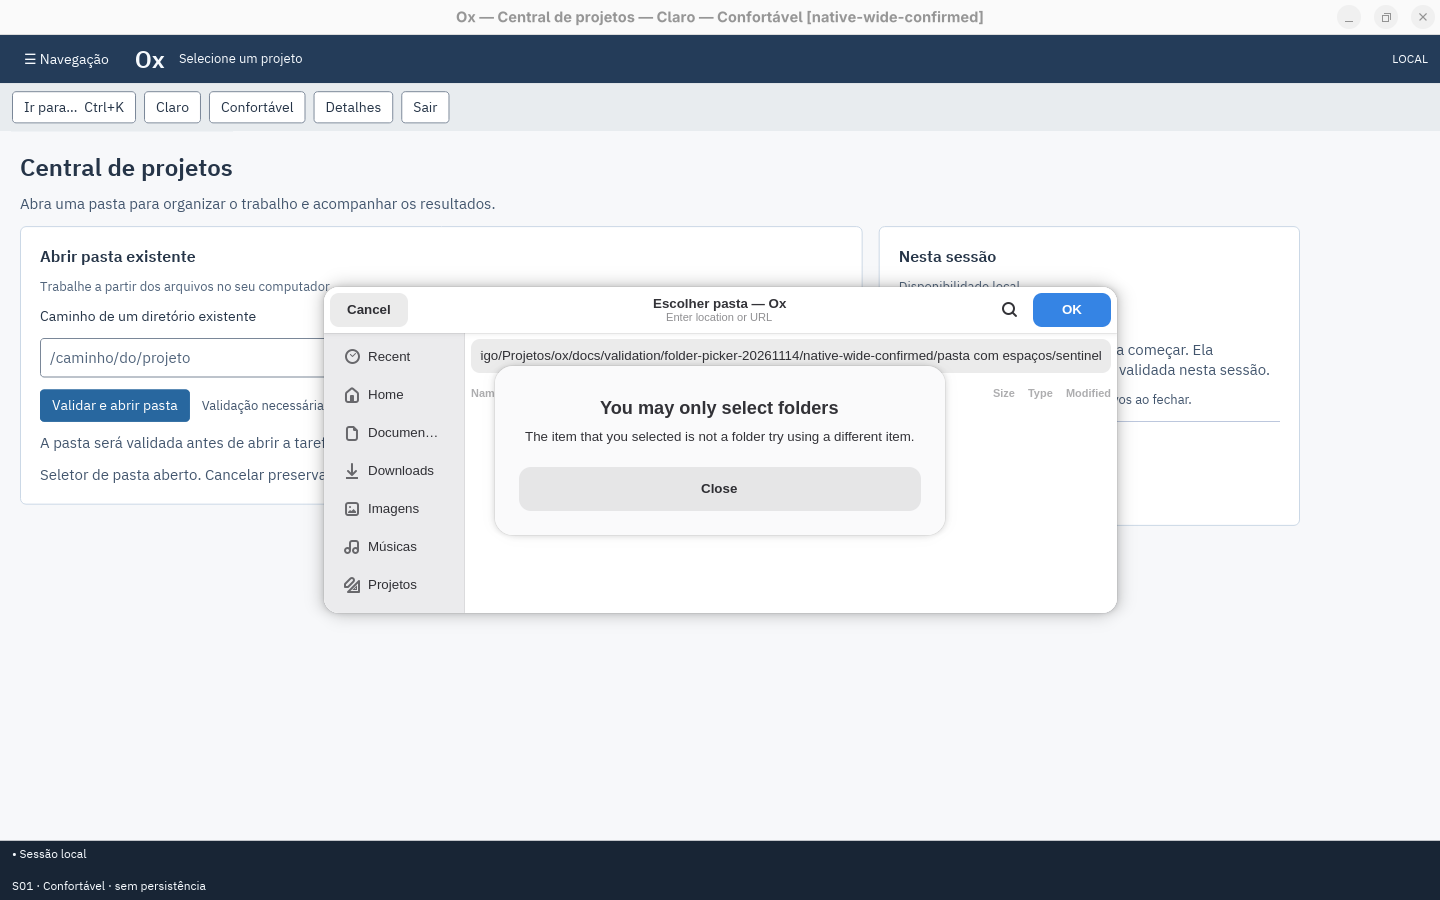 Ox — Central de projetos — Claro — Confortável [native-wide-confirmed]
☰ Navegação
Ox
Selecione um projeto
LOCAL
Ir para... Ctrl+K
Claro
Confortável
Detalhes
Sair
Central de projetos
Abra uma pasta para organizar o trabalho e acompanhar os resultados.
Abrir pasta existente
Trabalhe a partir dos arquivos no seu computador
Caminho de um diretório existente
/caminho/do/projeto
Validar e abrir pasta
Validação necessária
A pasta será validada antes de abrir a
Seletor de pasta aberto. Cancelar
Nesta sessão
Disponibilidade local
a começar. Ela
validada nesta sessão.
ao fechar.
Cancel
Escolher pasta — Ox
Enter location or URL
OK
Recent
Home
Documen...
Downloads
Imagens
Músicas
Projetos
igo/Projetos/ox/docs/validation/folder-picker-20261114/native-wide-confirmed/pasta com espaços/sentinel
Size
Type
Modified
You may only select folders
The item that you selected is not a folder try using a different item.
Close
• Sessão local
S01 · Confortável · sem persistência